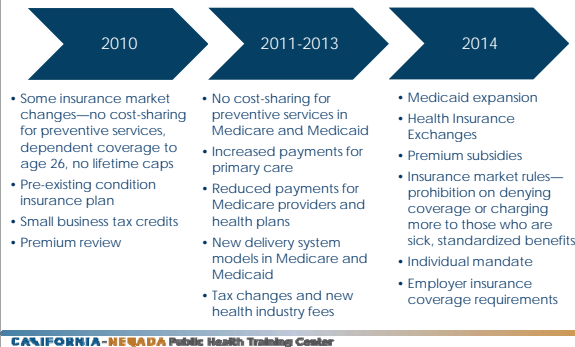 2010
• Some insurance market
changes—no cost-sharing
for preventive services,
dependent coverage to
age 26, no lifetime caps
• Pre-existing condition
insurance plan
• Small business tax credits
• Premium review
2011-2013
• No cost-sharing for
preventive services in
Medicare and Medicaid
• Increased payments for
primary care
• Reduced payments for
Medicare providers and
health plans
• New delivery system
models in Medicare and
Medicaid
• Tax changes and new
health industry fees
2014
• Medicaid expansion
• Health Insurance
Exchanges
• Premium subsidies
• Insurance market rules—
prohibition on denying
coverage or charging
more to those who are
sick, standardized benefits
• Individual mandate
• Employer insurance
coverage requirements
CALIFORNIA-NEVADA Public Health Training Center